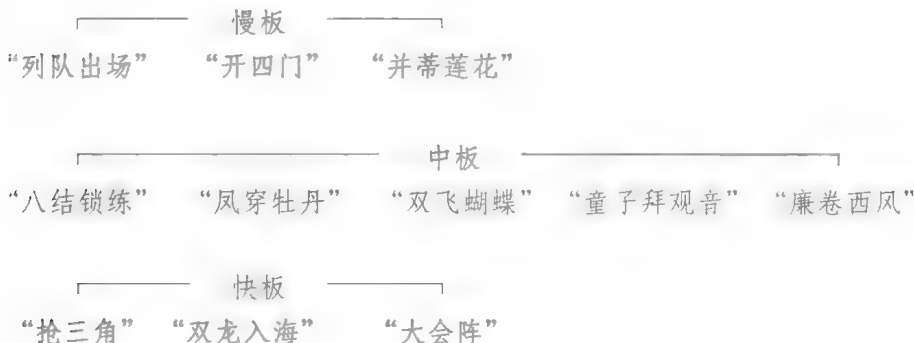 慢板
“列队出场” “开四门” “并蒂莲花”
中板
“八结锁练” “凤穿牡丹” “双飞蝴蝶” “童子拜观音” “廉卷西风”
快板
“抢三角” “双龙入海” “大会阵”